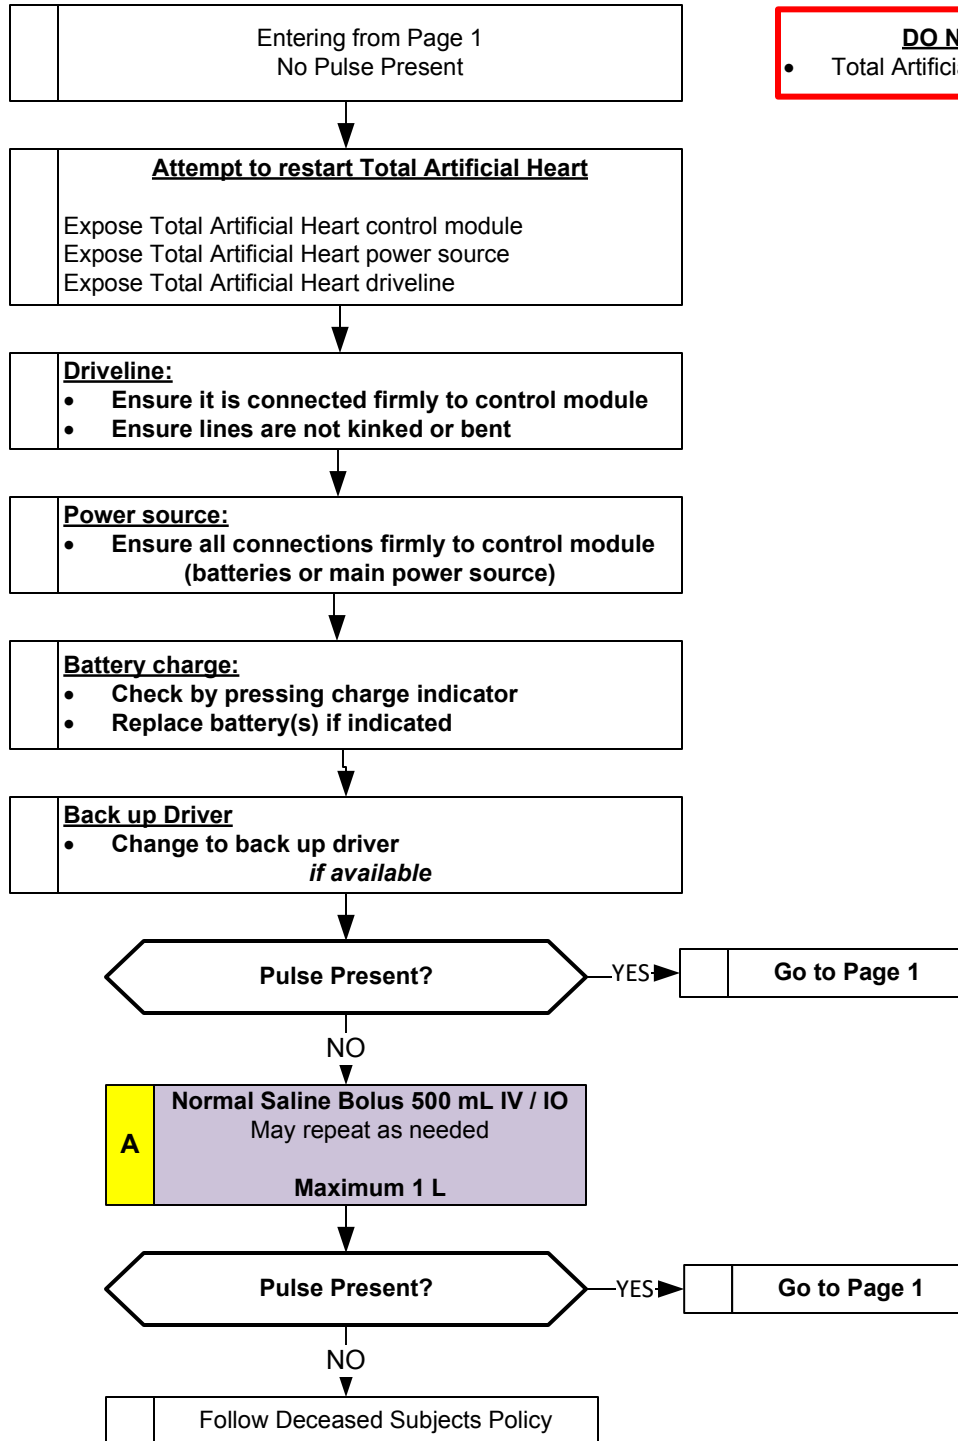 Entering from Page 1
No Pulse Present
DO N
• Total Artificia
Attempt to restart Total Artificial Heart
Expose Total Artificial Heart control module
Expose Total Artificial Heart power source
Expose Total Artificial Heart driveline
Driveline:
• Ensure it is connected firmly to control module
• Ensure lines are not kinked or bent
Power source:
• Ensure all connections firmly to control module
(batteries or main power source)
Battery charge:
• Check by pressing charge indicator
• Replace battery(s) if indicated
Back up Driver
• Change to back up driver
if available
Pulse Present?
YES
Go to Page 1
NO
A
Normal Saline Bolus 500 mL IV / IO
May repeat as needed
Maximum 1 L
Pulse Present?
YES
Go to Page 1
NO
Follow Deceased Subjects Policy